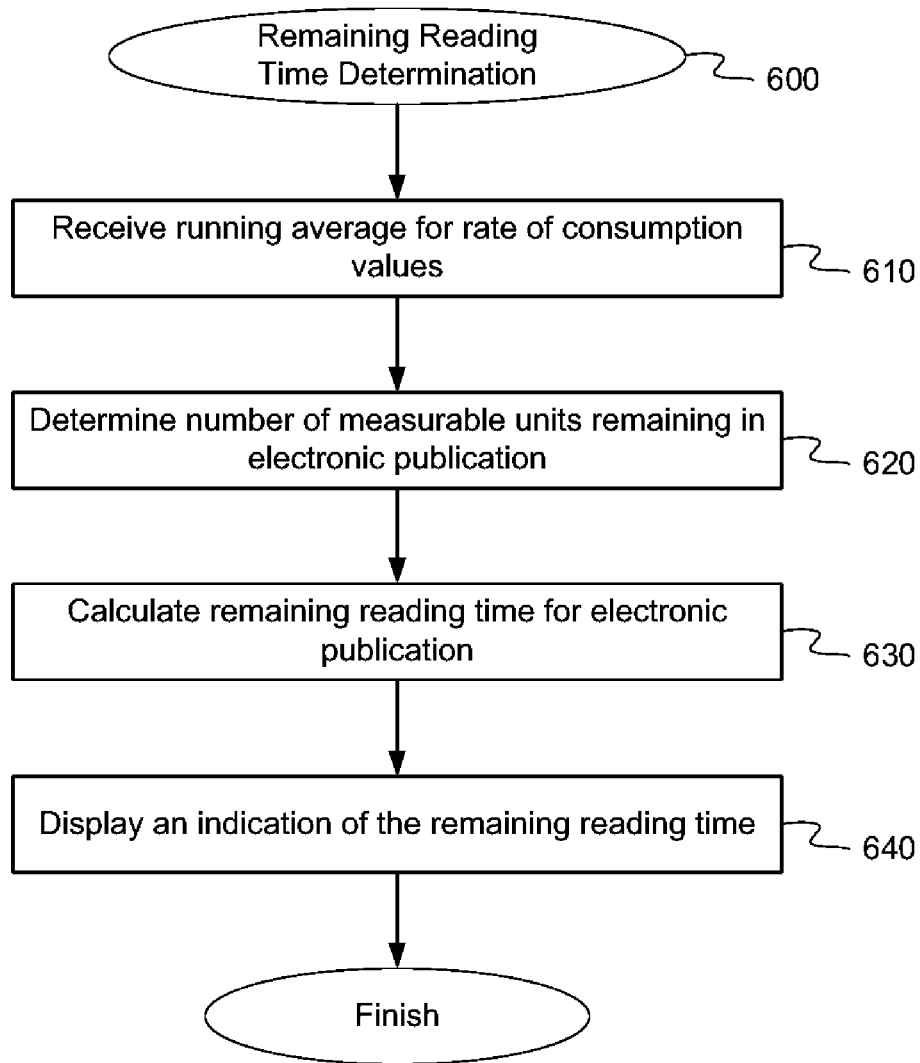 Remaining Reading
Time Determination
600
Receive running average for rate of consumption
values
610
Determine number of measurable units remaining in
electronic publication
620
Calculate remaining reading time for electronic
publication
630
Display an indication of the remaining reading time
640
Finish